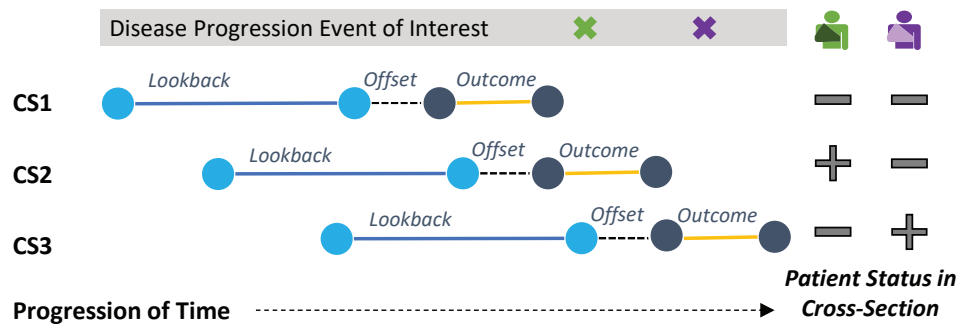 Disease Progression Event of Interest
Lookback Offset Outcome
CS1
Lookback Offset Outcome
CS2
Lookback Offset Outcome
CS3
Patient Status in
Cross-Section
Progression of Time